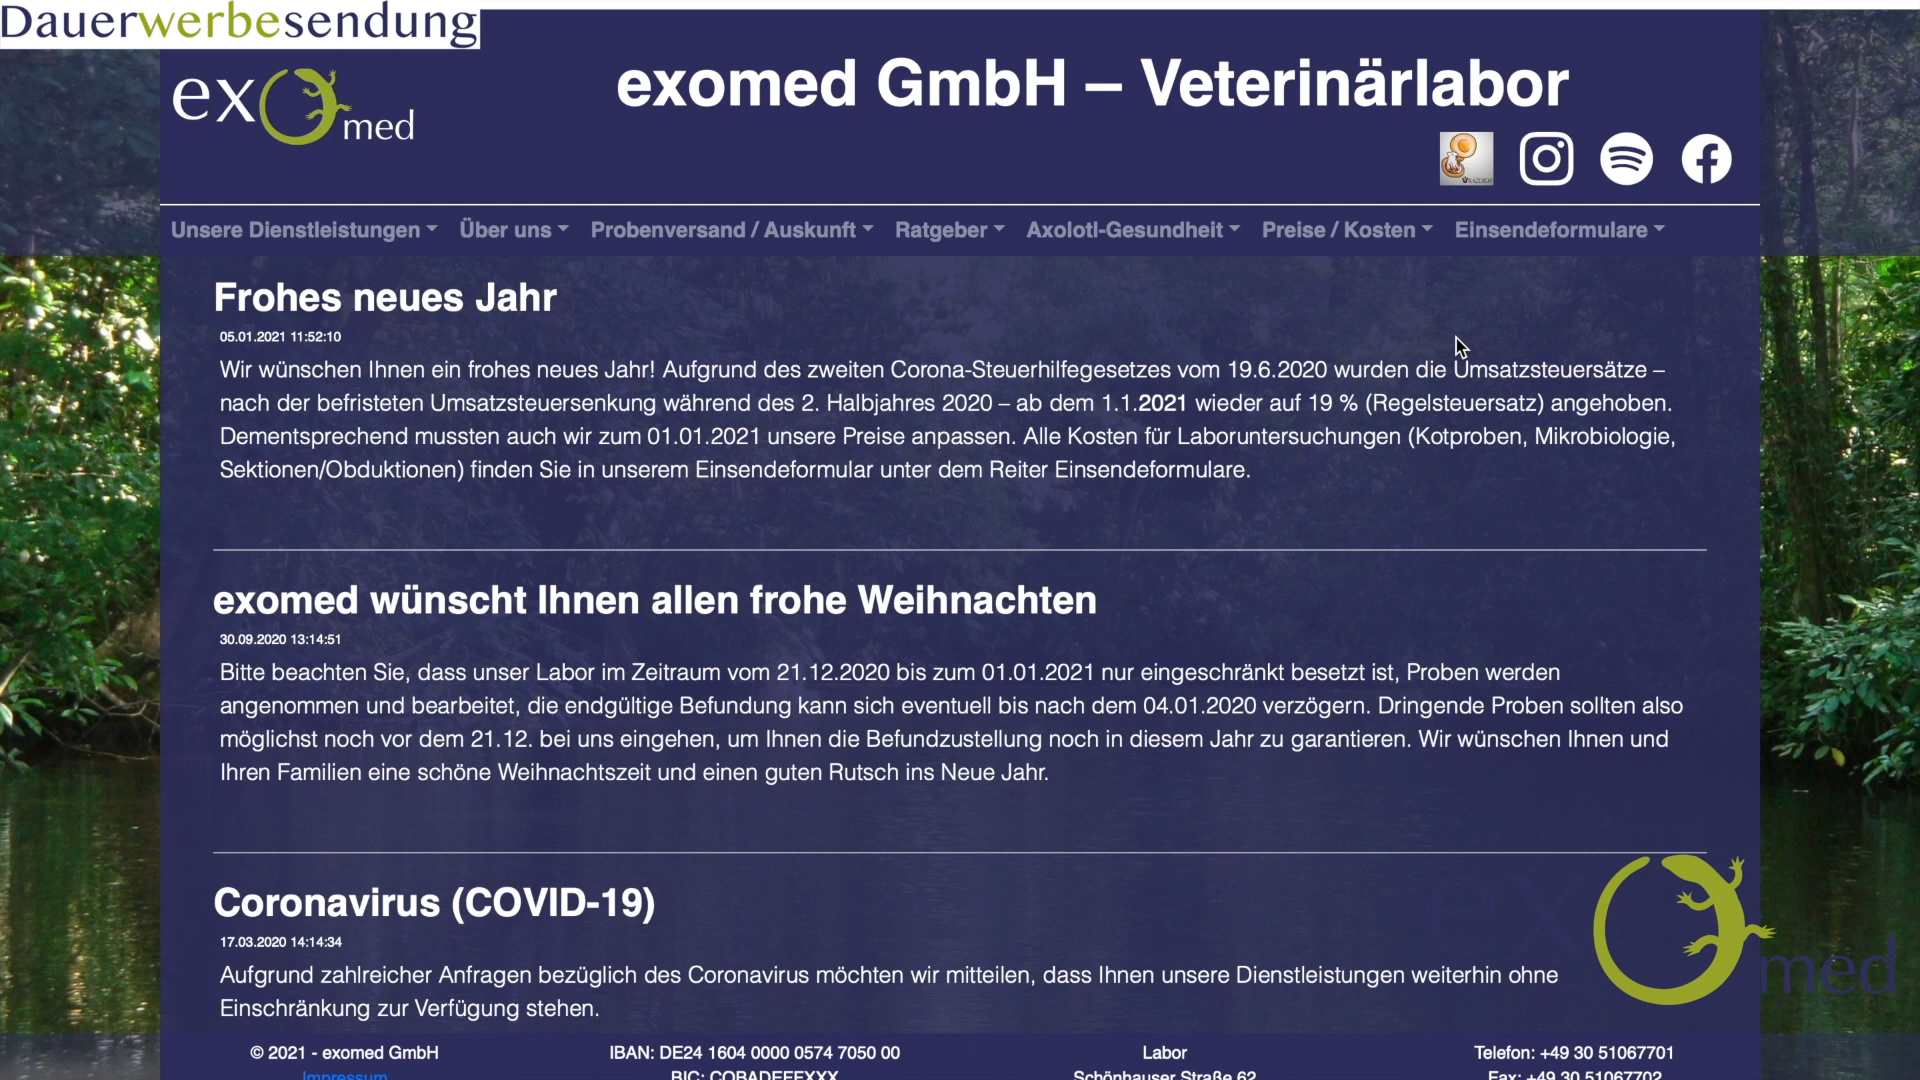 Dauerwerbesendung
exomed
exomed GmbH – Veterinärlabor
Unsere Dienstleistungen Über uns Probenversand / Auskunft Ratgeber Axolotl-Gesundheit Preise / Kosten Einsendeformulare
Frohes neues Jahr
05.01.2021 11:52:10
Wir wünschen Ihnen ein frohes neues Jahr! Aufgrund des zweiten Corona-Steuerhilfegesetzes vom 19.6.2020 wurden die Umsatzsteuersätze –
nach der befristeten Umsatzsteuersenkung während des 2. Halbjahres 2020 – ab dem 1.1.2021 wieder auf 19 % (Regelsteuersatz) angehoben.
Dementsprechend mussten auch wir zum 01.01.2021 unsere Preise anpassen. Alle Kosten für Laboruntersuchungen (Kotproben, Mikrobiologie,
Sektionen/Obduktionen) finden Sie in unserem Einsendeformular unter dem Reiter Einsendeformulare.
exomed wünscht Ihnen allen frohe Weihnachten
30.09.2020 13:14:51
Bitte beachten Sie, dass unser Labor im Zeitraum vom 21.12.2020 bis zum 01.01.2021 nur eingeschränkt besetzt ist, Proben werden
angenommen und bearbeitet, die endgültige Befundung kann sich eventuell bis nach dem 04.01.2020 verzögern. Dringende Proben sollten also
möglichst noch vor dem 21.12. bei uns eingehen, um Ihnen die Befundzustellung noch in diesem Jahr zu garantieren. Wir wünschen Ihnen und
Ihren Familien eine schöne Weihnachtszeit und einen guten Rutsch ins Neue Jahr.
Coronavirus (COVID-19)
17.03.2020 14:14:34
Aufgrund zahlreicher Anfragen bezüglich des Coronavirus möchten wir mitteilen, dass Ihnen unsere Dienstleistungen weiterhin ohne
Einschränkung zur Verfügung stehen.
med
© 2021 - exomed GmbH IBAN: DE24 1604 0000 0574 7050 00 Labor Telefon: +49 30 51067701
Impressum BIC: COBADEFFXXX Schönhauser Straße 62 Fax: +49 30 51067702